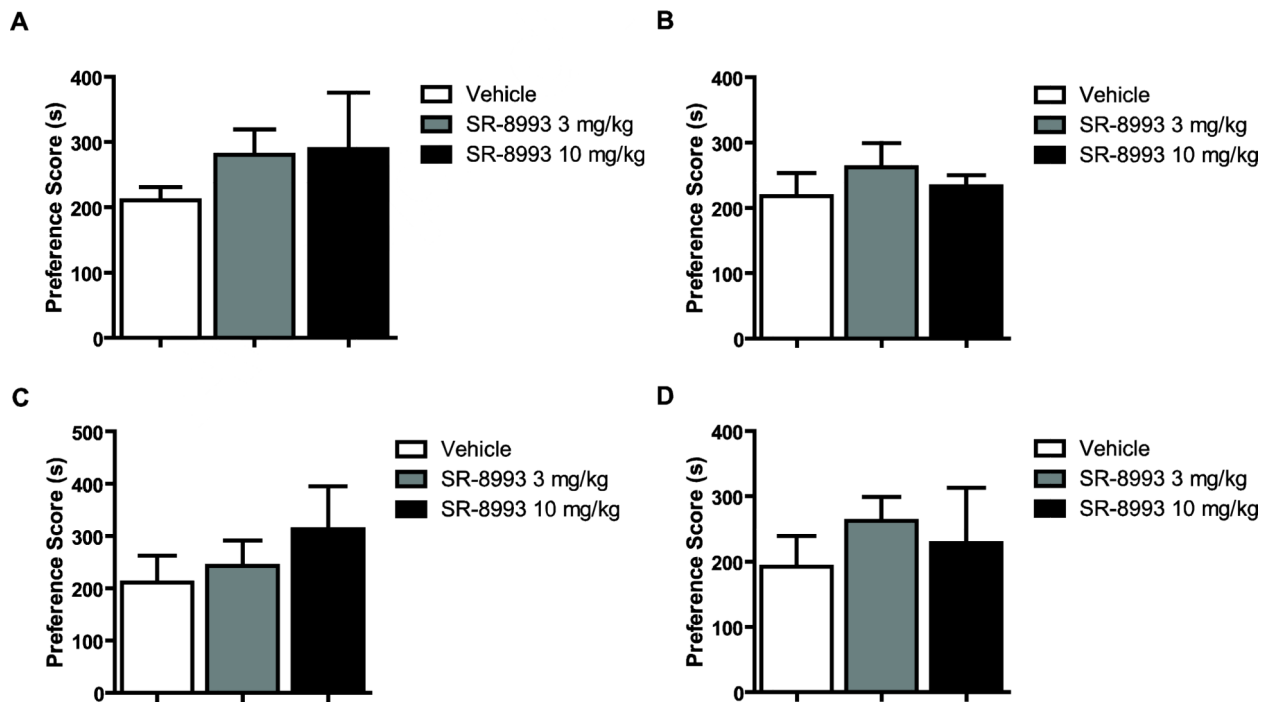 A
Preference Score (s)
400
300
200
100
0
Vehicle
SR-8993 3 mg/kg
SR-8993 10 mg/kg
B
Preference Score (s)
400
300
200
100
0
Vehicle
SR-8993 3 mg/kg
SR-8993 10 mg/kg
C
Preference Score (s)
500
400
300
200
100
0
Vehicle
SR-8993 3 mg/kg
SR-8993 10 mg/kg
D
Preference Score (s)
400
300
200
100
0
Vehicle
SR-8993 3 mg/kg
SR-8993 10 mg/kg